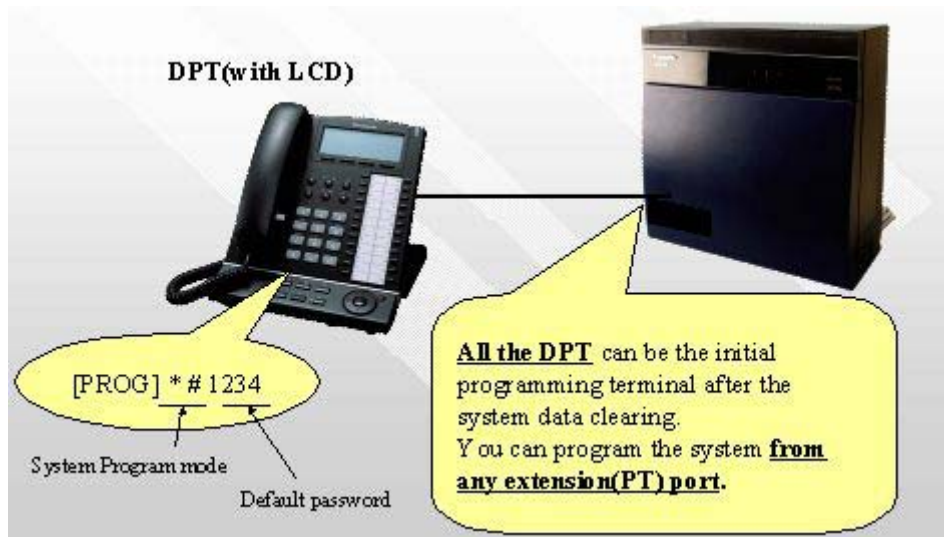 DPT(with LCD)
[PROG] * # 1234
System Program mode
Default password
All the DPT can be the initial
programming terminal after the
system data clearing.
You can program the system from
any extension(PT) port.